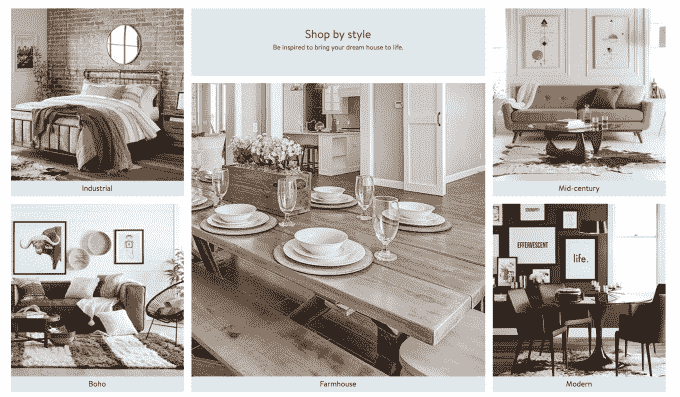 Shop by style
Be inspired to bring your dream house to life.
Industrial
Mid-century
EFFERVESCENT
life.
Boho
Farmhouse
Modern